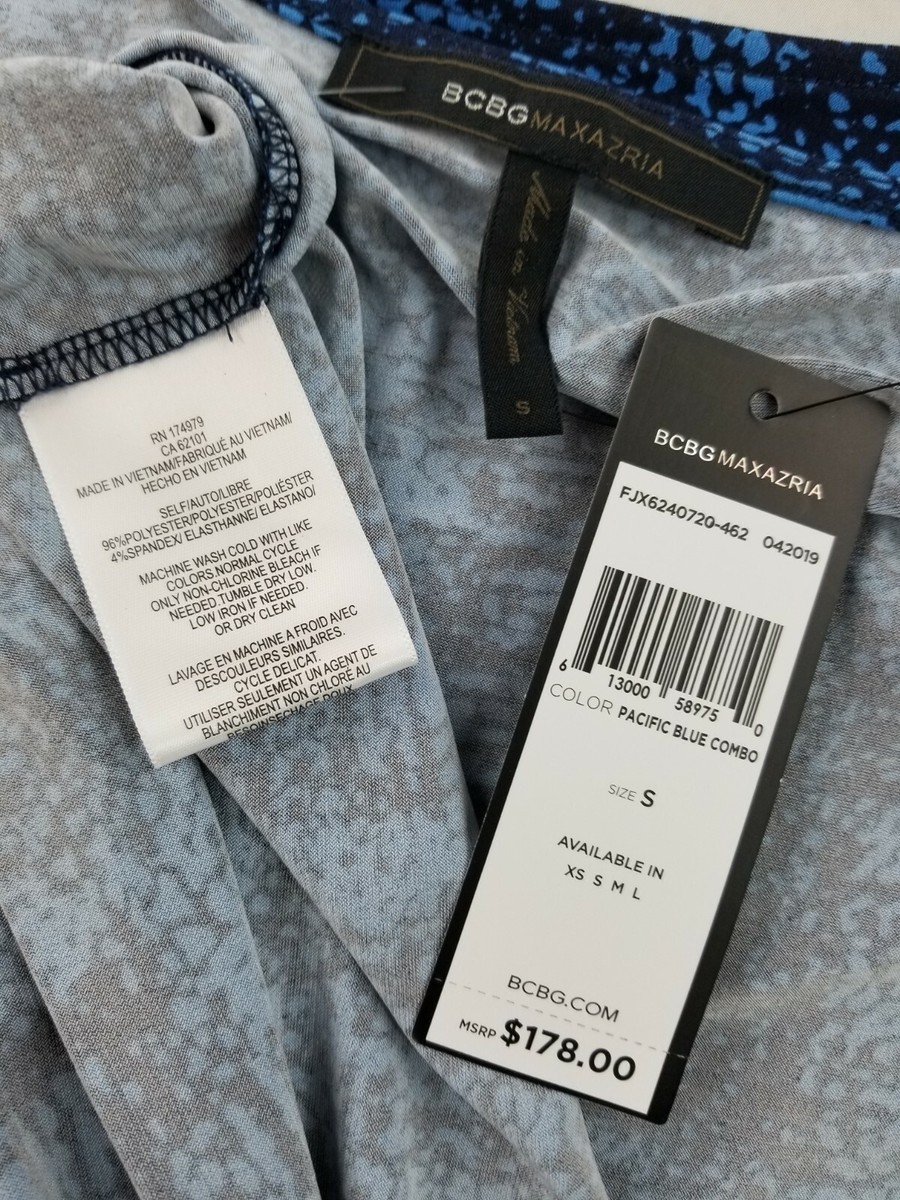 BCBGMAXAZRIA
Made in Vietnam
S
RN 174979
CA 62101
MADE IN VIETNAM/FABRIQUÉ AU VIETNAM/
HECHO EN VIETNAM
SELF/AUTO/LIBRE
96%POLYESTER/POLYESTER/POLIÉSTER
4%SPANDEX/ ELASTHANNE/ ELASTANO/
MACHINE WASH COLD WITH LIKE
COLORS,NORMAL CYCLE
ONLY NON-CHLORINE BLEACH IF
NEEDED,TUMBLE DRY LOW.
LOW IRON IF NEEDED.
OR DRY CLEAN
LAVAGE EN MACHINE A FROID AVEC
DESCOULEURS SIMILAIRES.
CYCLE DELICAT.
UTILISER SEULEMENT UN AGENT DE
BLANCHIMENT NON CHLORÉ AU
BCBGMAXAZRIA
FJX6240720-462 042019
6 13000 58975 0
COLOR PACIFIC BLUE COMBO
SIZE S
AVAILABLE IN
XS S M L
BCBG.COM
MSRP $178.00